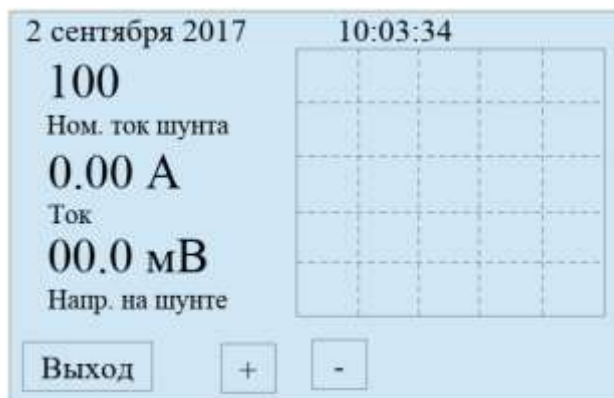 2 сентября 2017 10:03:34
100
Ном. ток шунта
0.00 А
Ток
00.0 мВ
Напр. на шунте
Выход + -